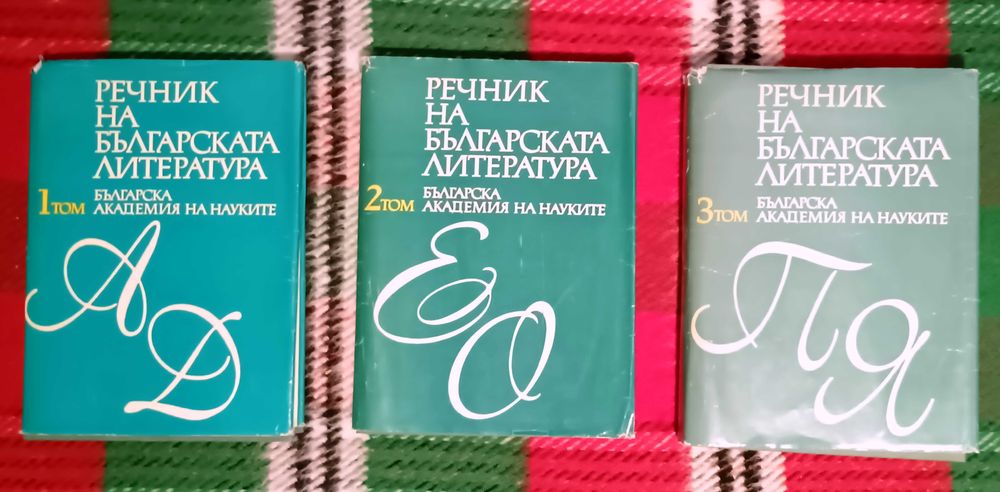 РЕЧНИК
НА
БЪЛГАРСКАТА
ЛИТЕРАТУРА
1 ТОМ
БЪЛГАРСКА
АКАДЕМИЯ НА НАУКИТЕ
А
Д
РЕЧНИК
НА
БЪЛГАРСКАТА
ЛИТЕРАТУРА
2 ТОМ
БЪЛГАРСКА
АКАДЕМИЯ НА НАУКИТЕ
Е
О
РЕЧНИК
НА
БЪЛГАРСКАТА
ЛИТЕРАТУРА
3 ТОМ
БЪЛГАРСКА
АКАДЕМИЯ НА НАУКИТЕ
П
Я